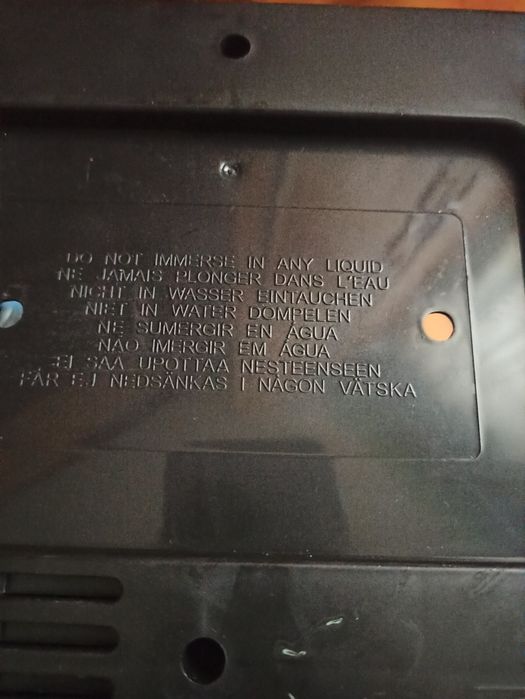 DO NOT IMMERSE IN ANY LIQUID
NE JAMAIS PLONGER DANS L'EAU
NICHT IN WASSER EINTAUCHEN
NIET IN WATER DOMPELEN
NE SUMERGIR EN ÁGUA
NÃO IMERGIR EM ÁGUA
EI SAA UPOTTAA NESTEENSEEN
FÅR EJ NEDSÄNKAS I NÅGON VÄTSKA